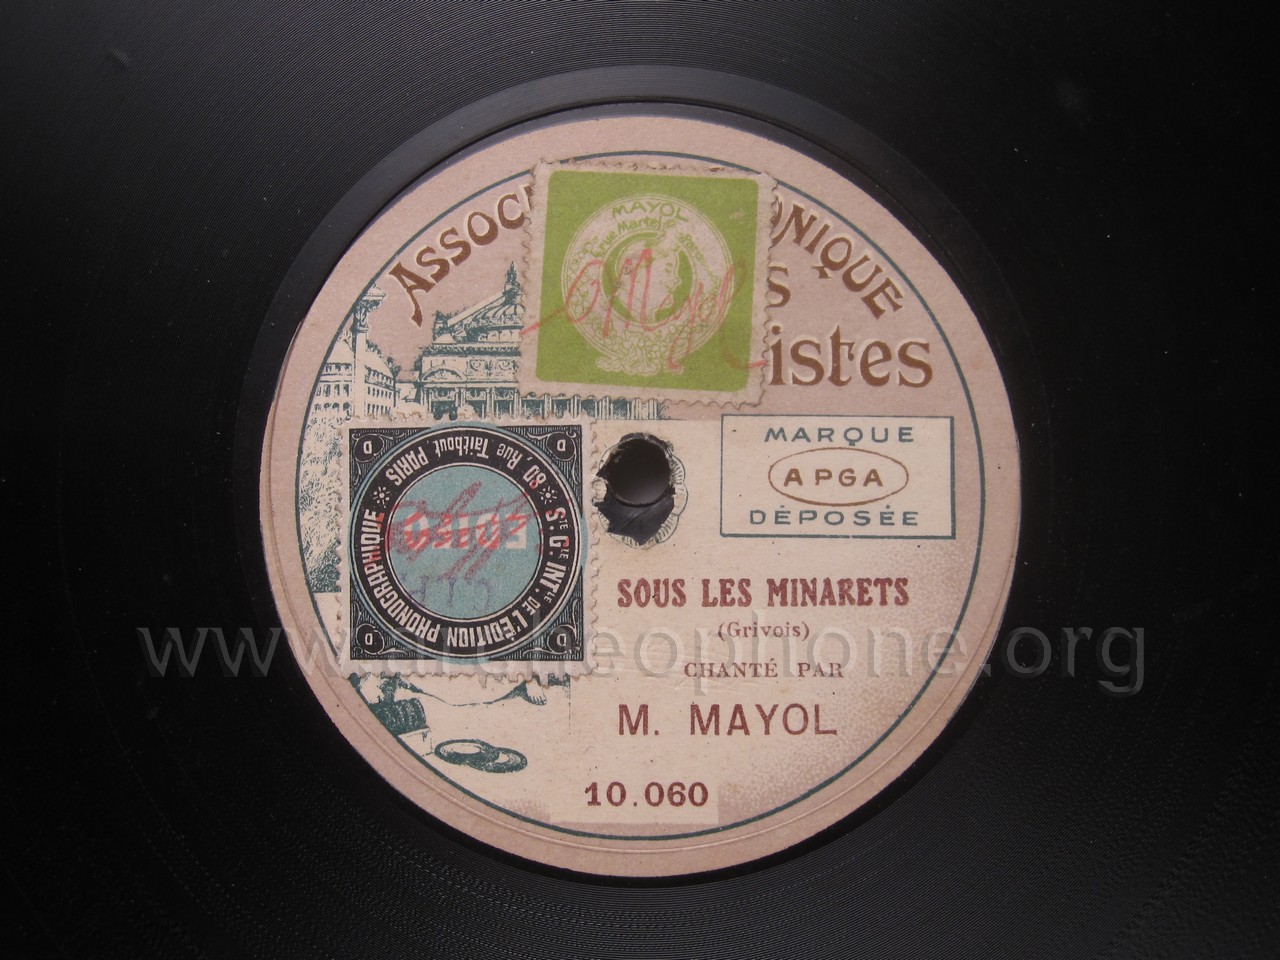 ASSOC
ONIQUE
S
istes
MAYOL
MARQUE
APGA
DÉPOSÉE
80, Rue Taitbout, PARIS
STÉ GLE INTLE DE L'ÉDITION PHONOGRAPHIQUE
D
D
D
D
SOUS LES MINARETS
(Grivois)
CHANTÉ PAR
M. MAYOL
10.060
www.archeophone.org